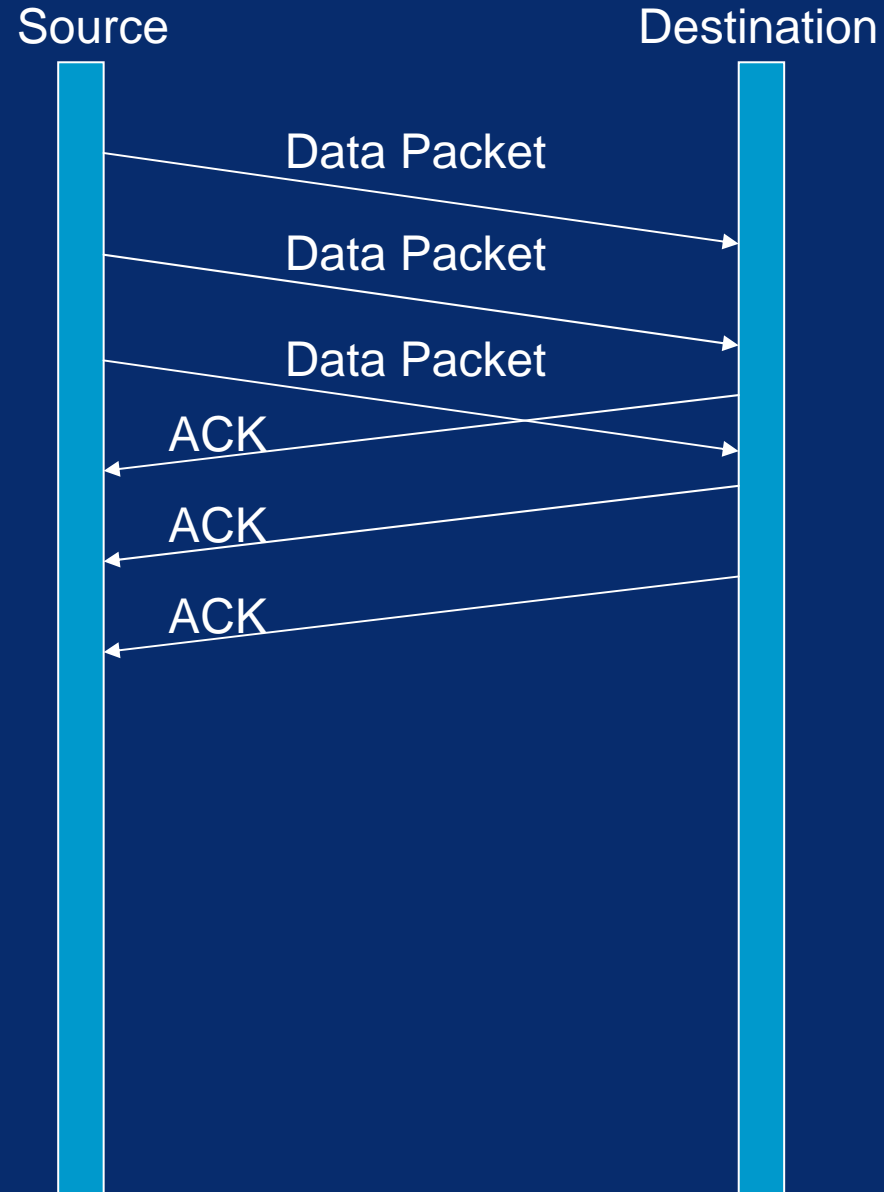 Source
Destination
Data Packet
Data Packet
Data Packet
ACK
ACK
ACK